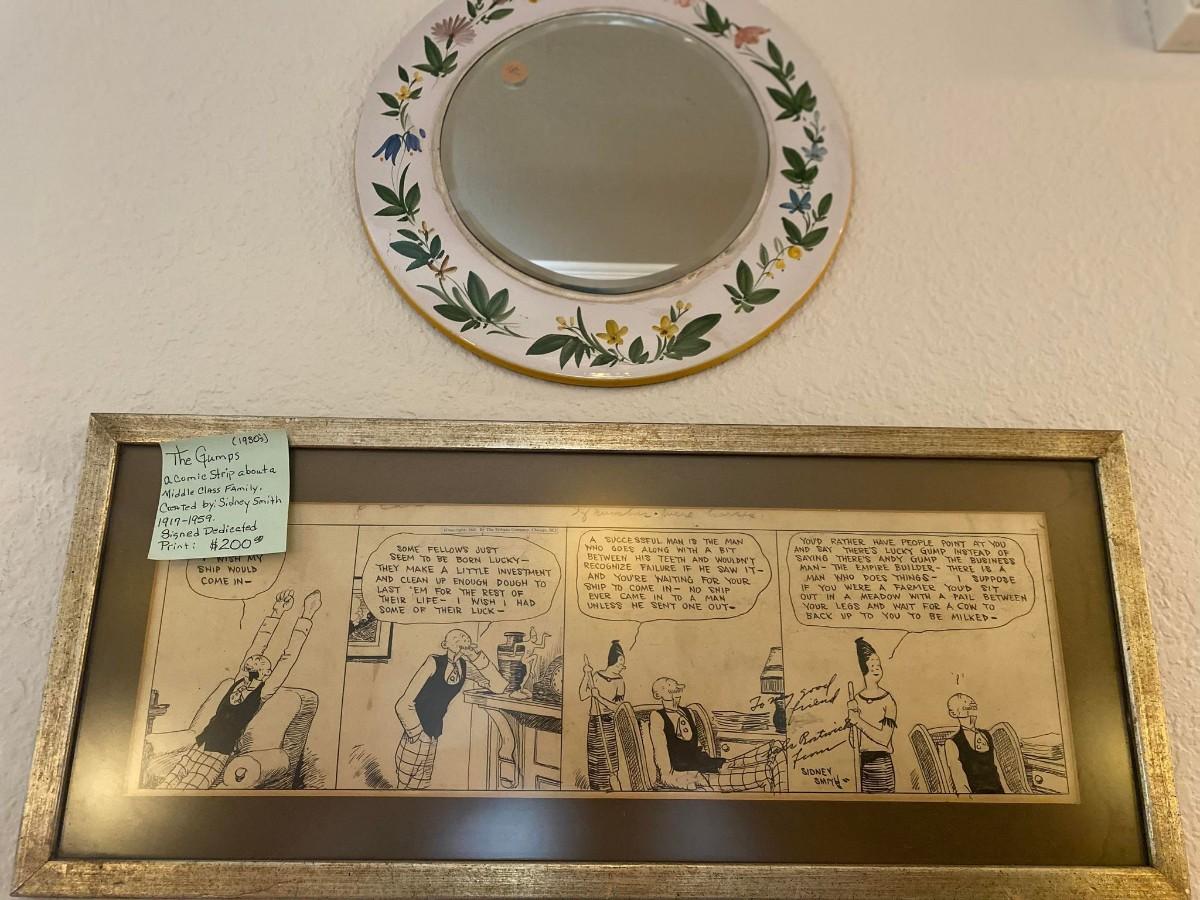 (1930s)
The Gumps
a Comic Strip about a
Middle Class Family.
Created by: Sidney Smith
1917-1959.
Signed Dedicated
Print: $200.00
WISH MY
SHIP WOULD
COME IN-
SOME FELLOWS JUST
SEEM TO BE BORN LUCKY-
THEY MAKE A LITTLE INVESTMENT
AND CLEAN UP ENOUGH DOUGH TO
LAST 'EM FOR THE REST OF
THEIR LIFE- I WISH I HAD
SOME OF THEIR LUCK-
A SUCCESSFUL MAN IS THE MAN
WHO GOES ALONG WITH A BIT
BETWEEN HIS TEETH AND WOULDN'T
RECOGNIZE FAILURE IF HE SAW IT-
AND YOU'RE WAITING FOR YOUR
SHIP TO COME IN- NO SHIP
EVER CAME IN TO A MAN
UNLESS HE SENT ONE OUT-
YOU'D RATHER HAVE PEOPLE POINT AT YOU
AND SAY THERE'S LUCKY GUMP INSTEAD OF
SAYING THERE'S ANDY GUMP THE BUSINESS
MAN- THE EMPIRE BUILDER- THERE IS A
MAN WHO DOES THINGS- I SUPPOSE
IF YOU WERE A FARMER YOU'D SIT
OUT IN A MEADOW WITH A PAIL BETWEEN
YOUR LEGS AND WAIT FOR A COW TO
BACK UP TO YOU TO BE MILKED-
!?
To my good
friend
from
SIDNEY
SMITH